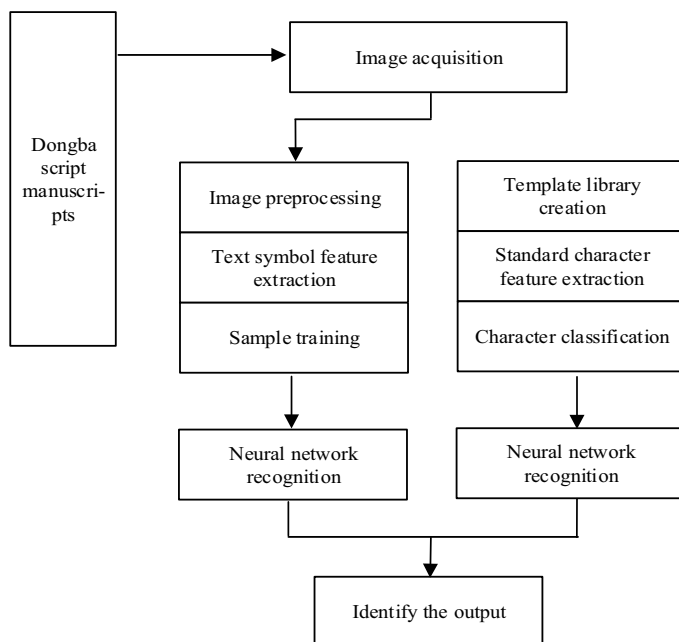 Dongba
script
manuscri-
pts
Image acquisition
Image preprocessing
Text symbol feature
extraction
Sample training
Neural network
recognition
Template library
creation
Standard character
feature extraction
Character classification
Neural network
recognition
Identify the output